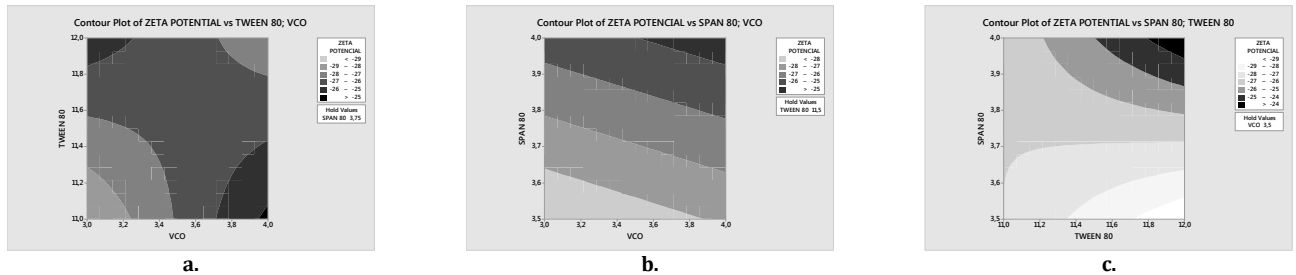 Contour Plot of ZETA POTENTIAL vs TWEEN 80; VCO
12,0
11,8
11,6
11,4
11,2
11,0
TWEEN 80
3,0 3,2 3,4 3,6 3,8 4,0
VCO
ZETA
POTENCIAL
< -29
-29 – -28
-28 – -27
-27 – -26
-26 – -25
> -25
Hold Values
SPAN 80 3,75
a.
Contour Plot of ZETA POTENCIAL vs SPAN 80; VCO
4,0
3,9
3,8
3,7
3,6
3,5
SPAN 80
3,0 3,2 3,4 3,6 3,8 4,0
VCO
ZETA
POTENCIAL
< -28
-28 – -27
-27 – -26
-26 – -25
> -25
Hold Values
TWEEN 80 11,5
b.
Contour Plot of ZETA POTENTIAL vs SPAN 80; TWEEN 80
4,0
3,9
3,8
3,7
3,6
3,5
SPAN 80
11,0 11,2 11,4 11,6 11,8 12,0
TWEEN 80
ZETA
POTENCIAL
< -29
-29 – -28
-28 – -27
-27 – -26
-26 – -25
-25 – -24
> -24
Hold Values
VCO 3,5
c.